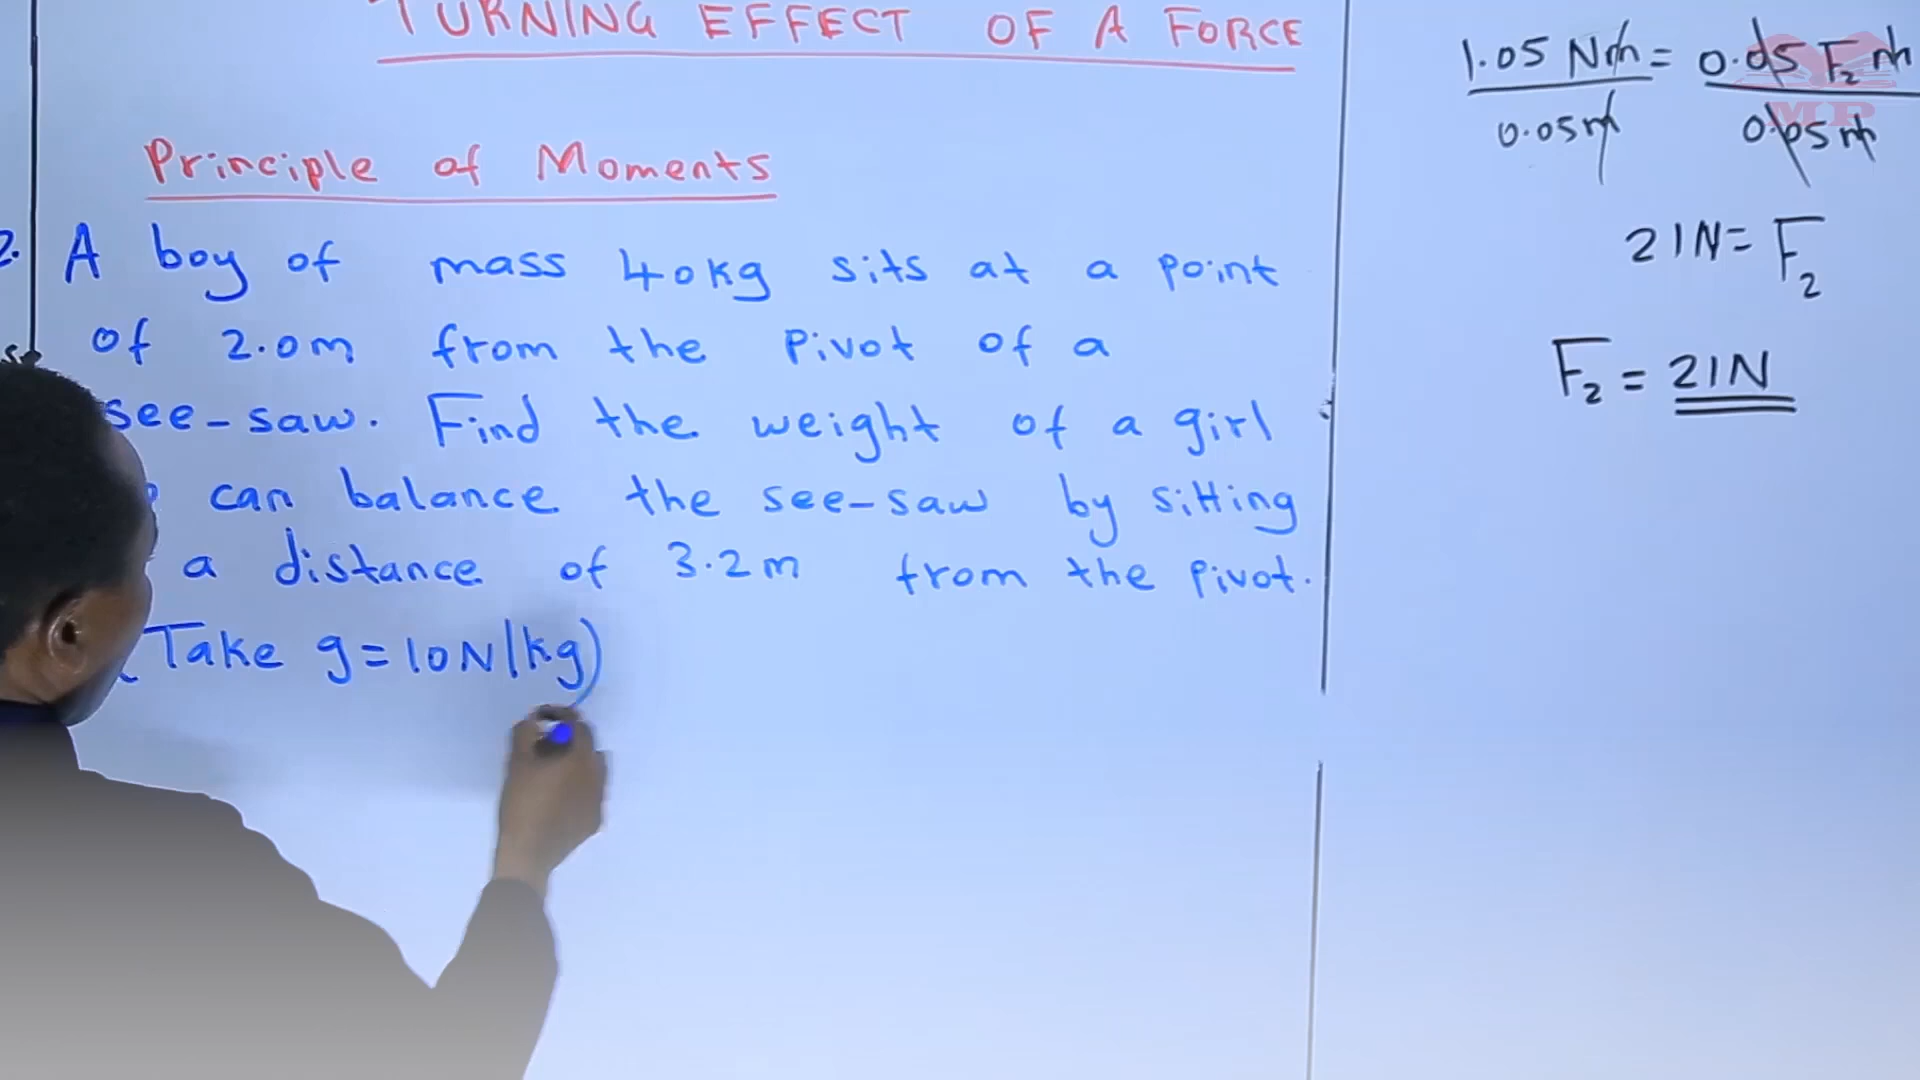 TURNING EFFECT OF A FORCE
Principle of Moments
2. A boy of mass 40kg sits at a point
of 2.0m from the pivot of a
see-saw. Find the weight of a girl
can balance the see-saw by sitting
a distance of 3.2m from the pivot.
(Take g=10N/kg)
1.05 Nm = 0.05 F₂ m
0.05m 0.05m
21N = F₂
F₂ = 21N
MP